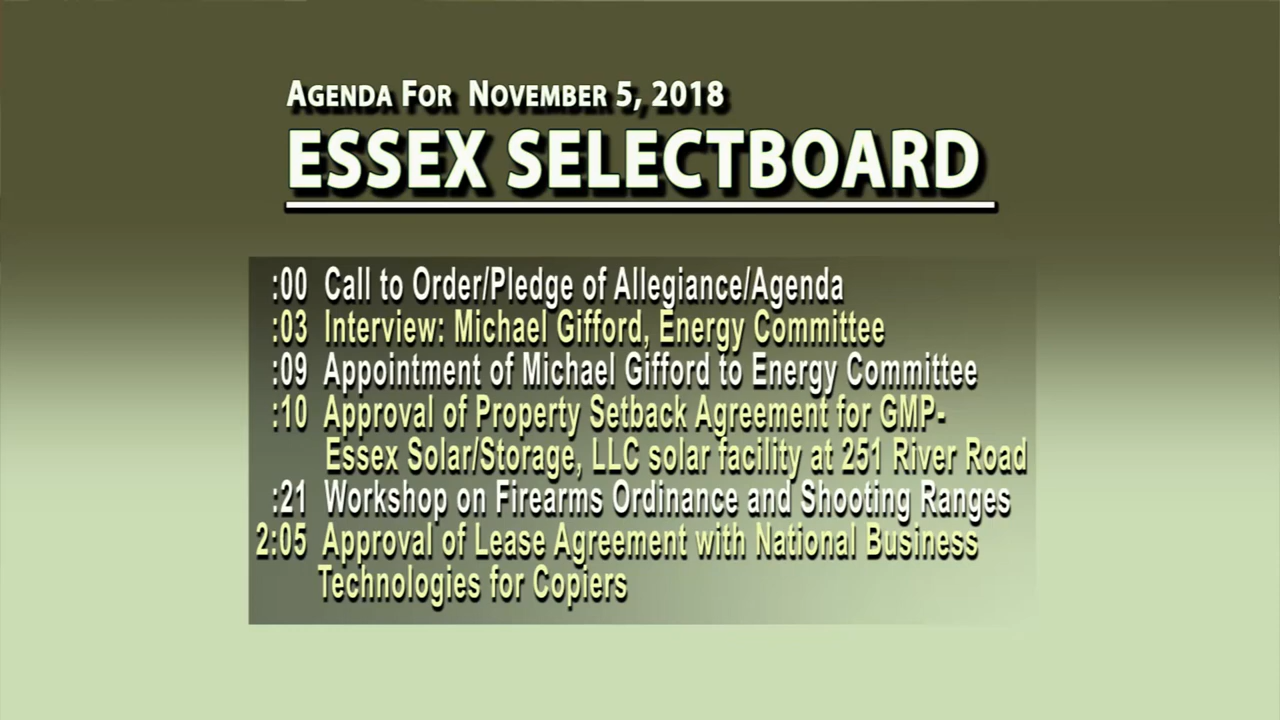 AGENDA FOR NOVEMBER 5, 2018
ESSEX SELECTBOARD
:00 Call to Order/Pledge of Allegiance/Agenda
:03 Interview: Michael Gifford, Energy Committee
:09 Appointment of Michael Gifford to Energy Committee
:10 Approval of Property Setback Agreement for GMP-
Essex Solar/Storage, LLC solar facility at 251 River Road
:21 Workshop on Firearms Ordinance and Shooting Ranges
2:05 Approval of Lease Agreement with National Business
Technologies for Copiers